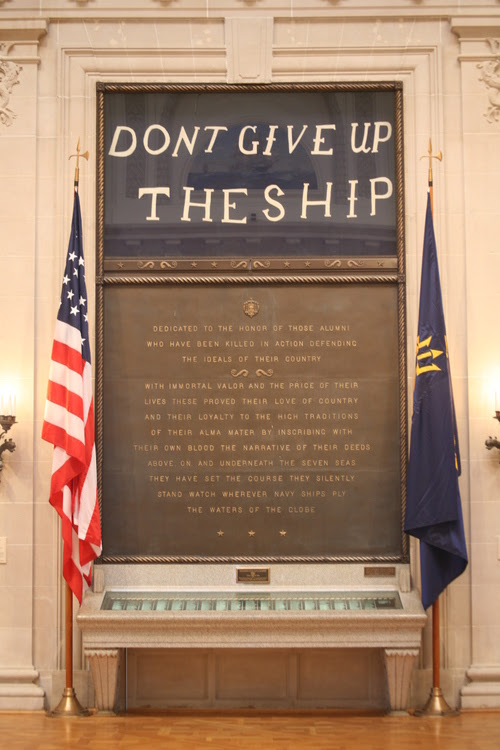 DONT GIVE UP
THE SHIP
DEDICATED TO THE HONOR OF THOSE ALUMNI
WHO HAVE BEEN KILLED IN ACTION DEFENDING
THE IDEALS OF THEIR COUNTRY
WITH IMMORTAL VALOR AND THE PRICE OF THEIR
LIVES THESE PROVED THEIR LOVE OF COUNTRY
AND THEIR LOYALTY TO THE HIGH TRADITIONS
OF THEIR ALMA MATER BY INSCRIBING WITH
THEIR OWN BLOOD THE NARRATIVE OF THEIR DEEDS
ABOVE ON AND UNDERNEATH THE SEVEN SEAS
THEY HAVE SET THE COURSE THEY SILENTLY
STAND WATCH WHEREVER NAVY SHIPS PLY
THE WATERS OF THE GLOBE